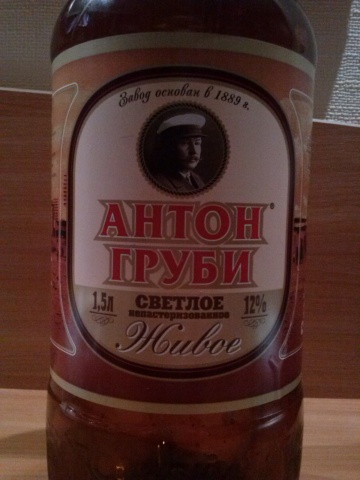 Завод основан в 1889 г.
АНТОН®
ГРУБИ
1,5л СВЕТЛОЕ 12%
непастеризованное
Живое